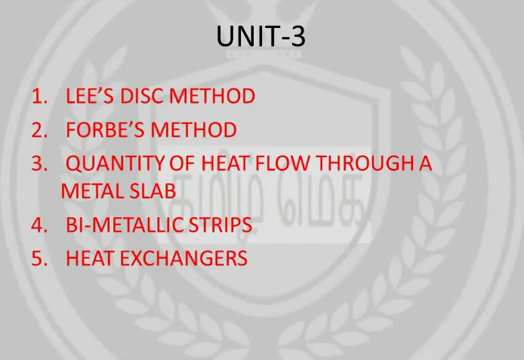 UNIT-3
1. LEE’S DISC METHOD
2. FORBE’S METHOD
3. QUANTITY OF HEAT FLOW THROUGH A
METAL SLAB
தமிழ் மெக்
4. BI-METALLIC STRIPS
5. HEAT EXCHANGERS